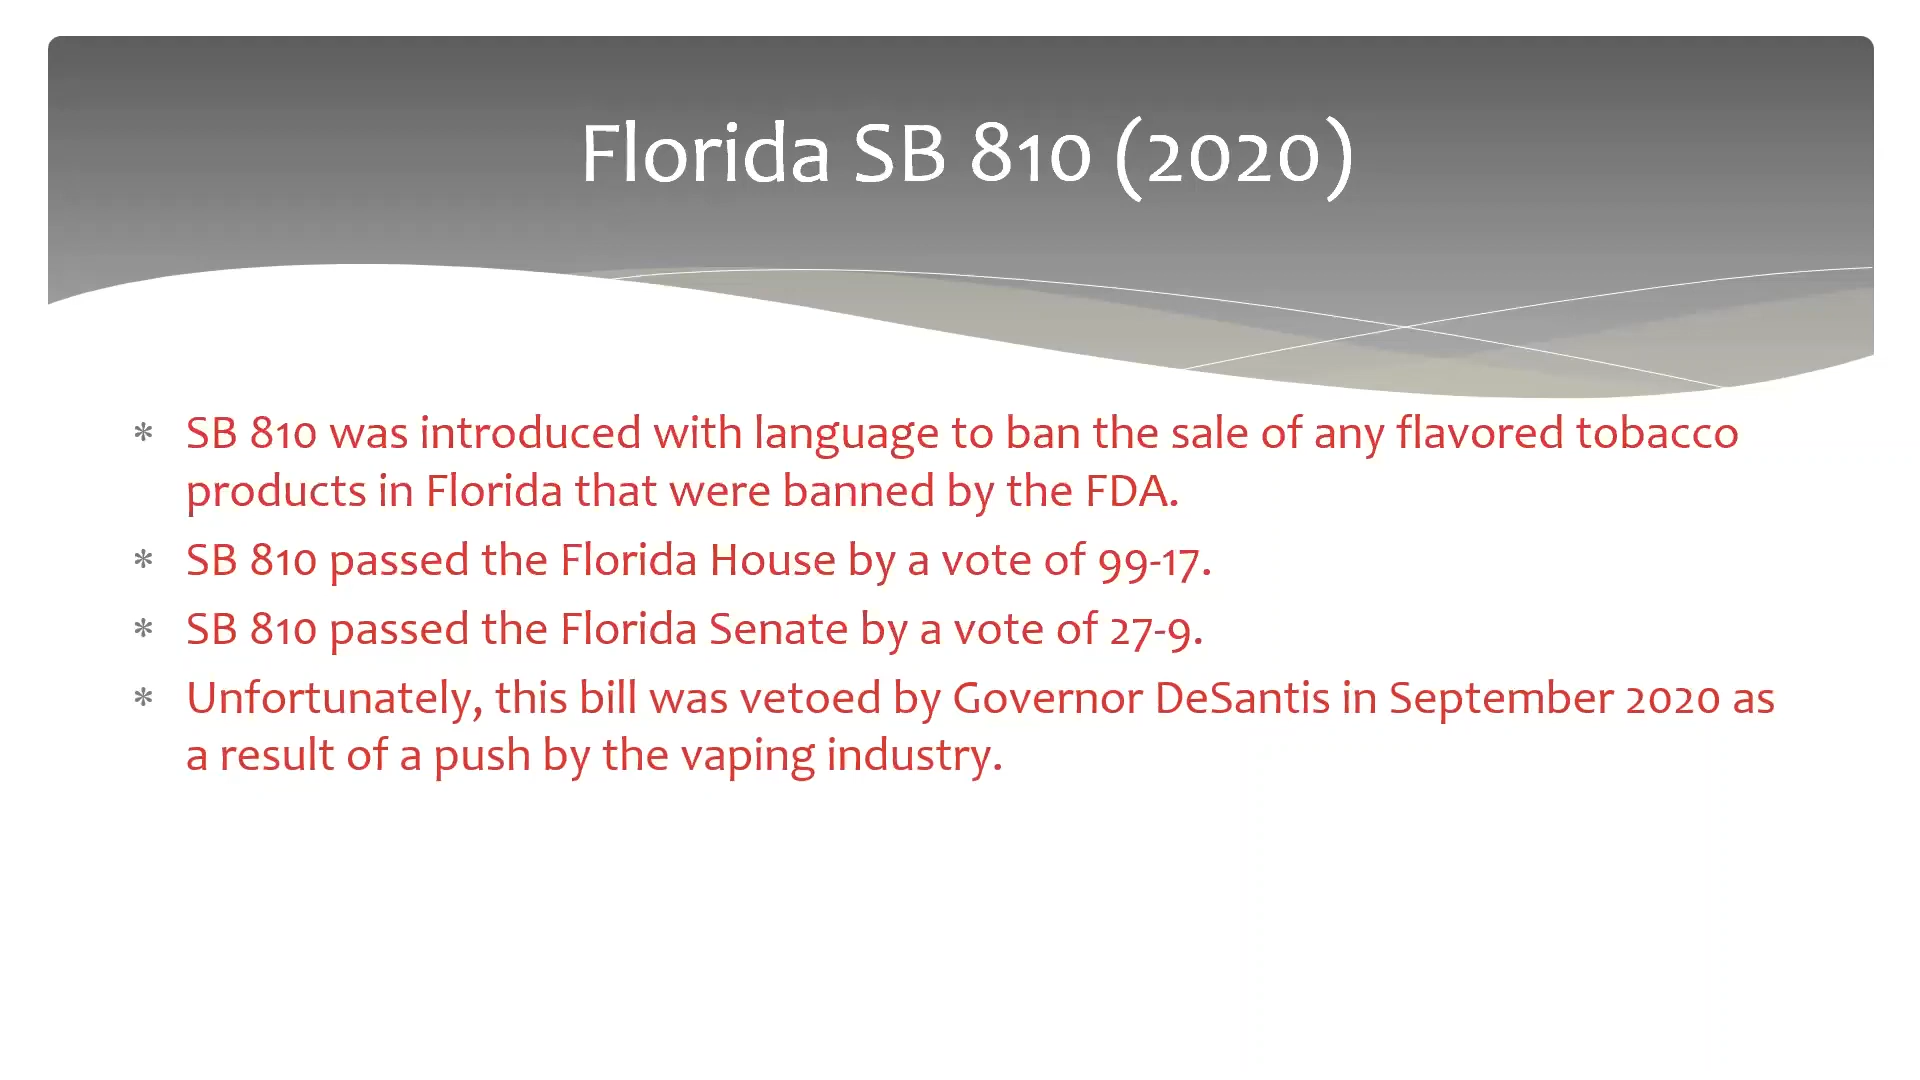 Florida SB 810 (2020)
* SB 810 was introduced with language to ban the sale of any flavored tobacco
products in Florida that were banned by the FDA.
* SB 810 passed the Florida House by a vote of 99-17.
* SB 810 passed the Florida Senate by a vote of 27-9.
* Unfortunately, this bill was vetoed by Governor DeSantis in September 2020 as
a result of a push by the vaping industry.